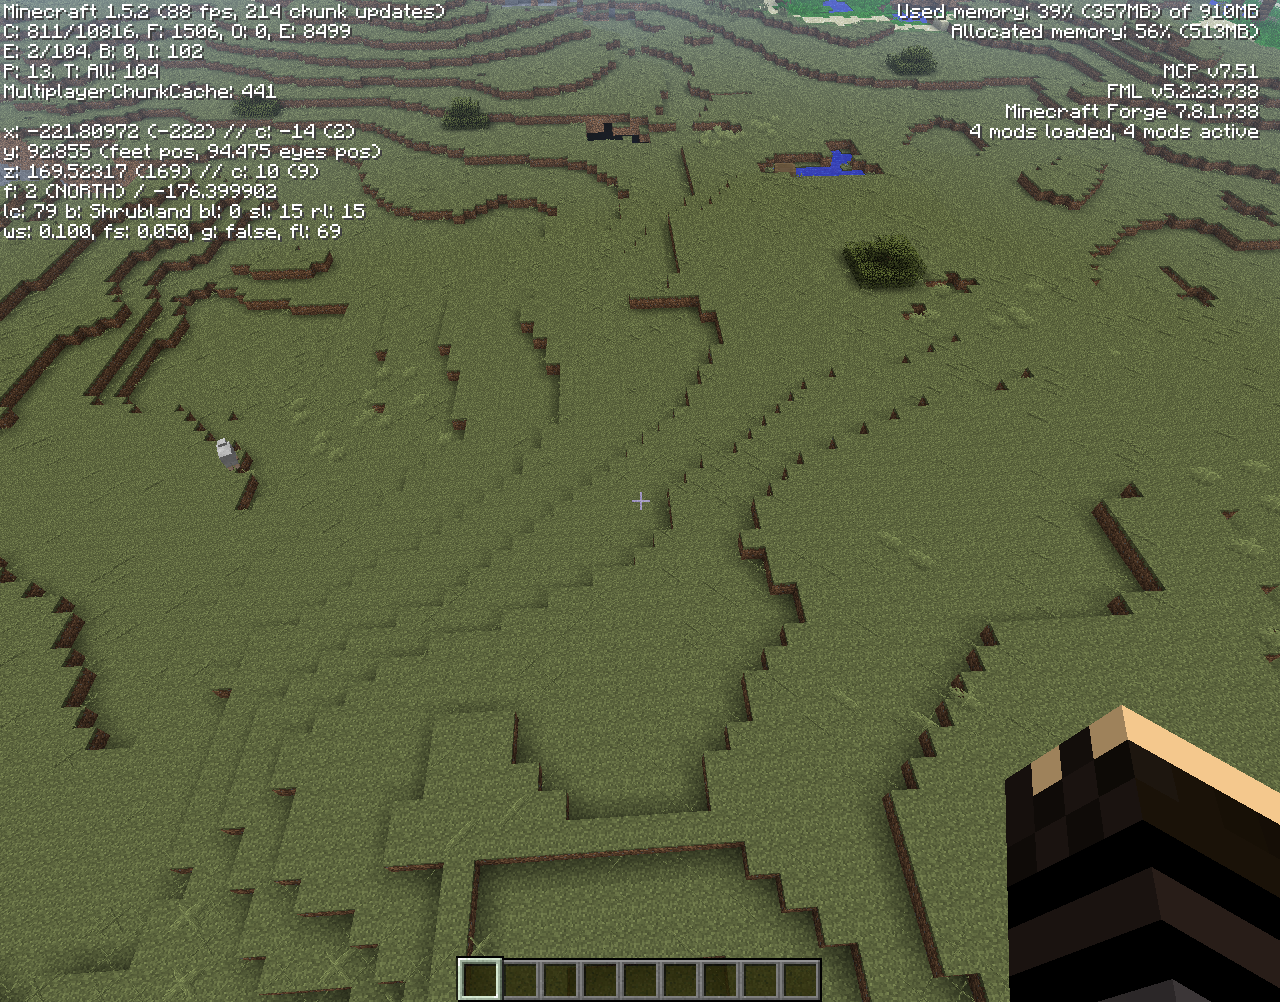 Minecraft 1.5.2 (88 fps, 214 chunk updates)
C: 811/10816. F: 1506, O: 0, E: 8499
E: 2/104. B: 0, I: 102
P: 13. T: All: 104
MultiplayerChunkCache: 441
x: -221.80972 (-222) // c: -14 (2)
y: 92.855 (feet pos, 94.475 eyes pos)
z: 169.52317 (169) // c: 10 (9)
f: 2 (NORTH) / -176.399902
lc: 79 b: Shrubland bl: 0 sl: 15 rl: 15
ws: 0.100, fs: 0.050, g: false, fl: 69
Used memory: 39% (357MB) of 910MB
Allocated memory: 56% (513MB)
MCP v7.51
FML v5.2.23.738
Minecraft Forge 7.8.1.738
4 mods loaded, 4 mods active